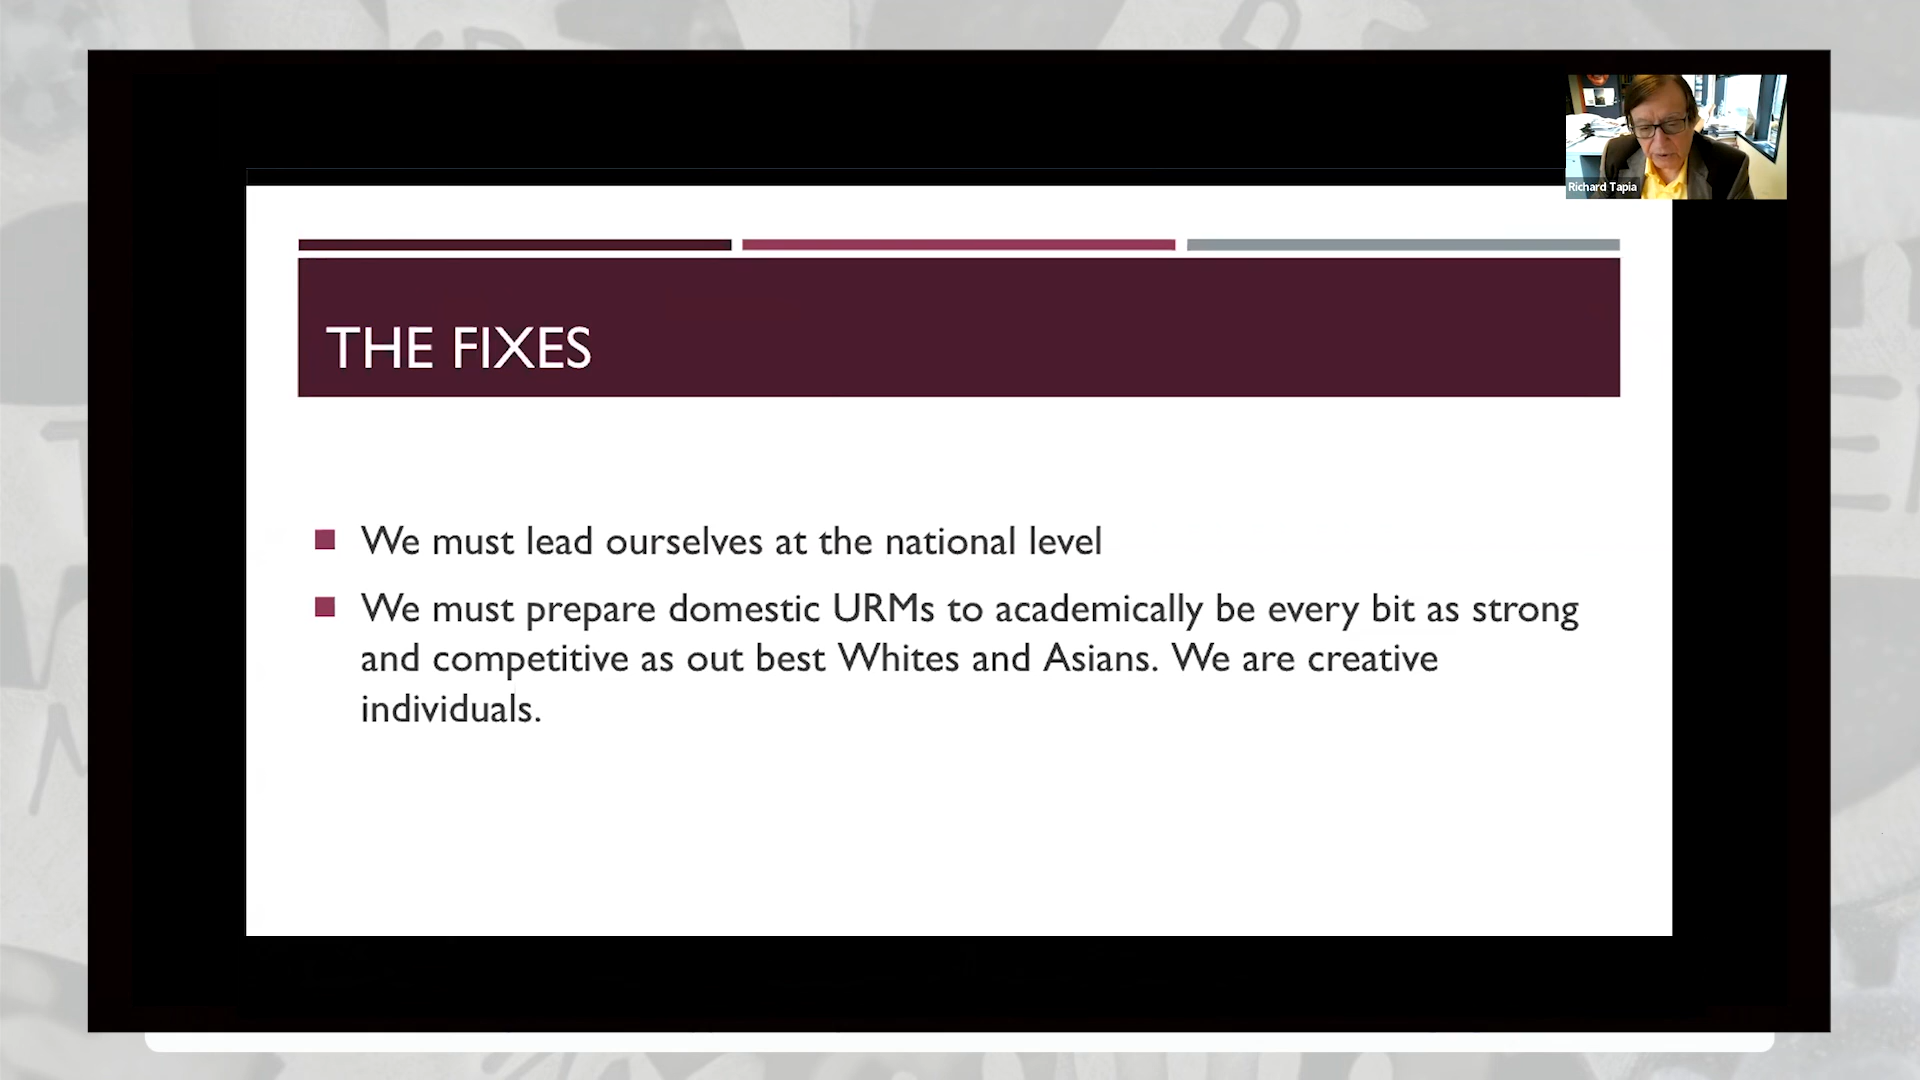 Richard Tapia
THE FIXES
We must lead ourselves at the national level
We must prepare domestic URMs to academically be every bit as strong
and competitive as out best Whites and Asians. We are creative
individuals.